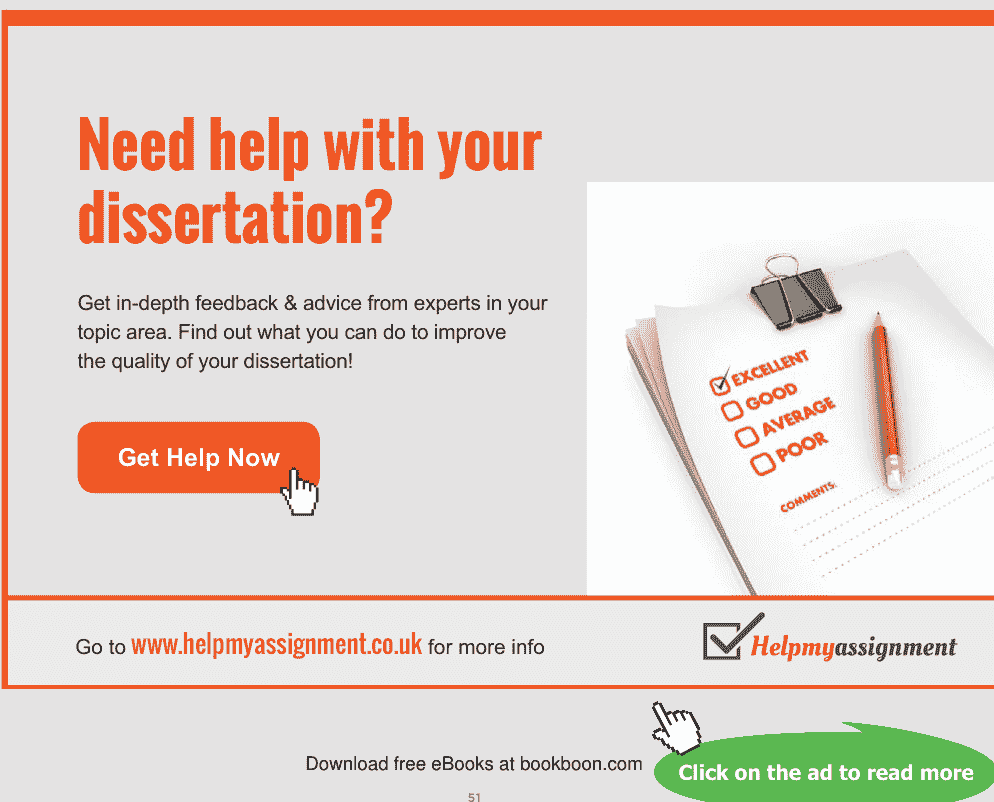 Need help with your
dissertation?
Get in-depth feedback & advice from experts in your
topic area. Find out what you can do to improve
the quality of your dissertation!
Get Help Now
EXCELLENT
GOOD
AVERAGE
POOR
COMMENTS:
Go to www.helpmyassignment.co.uk for more info
Helpmyassignment
Download free eBooks at bookboon.com
Click on the ad to read more
51